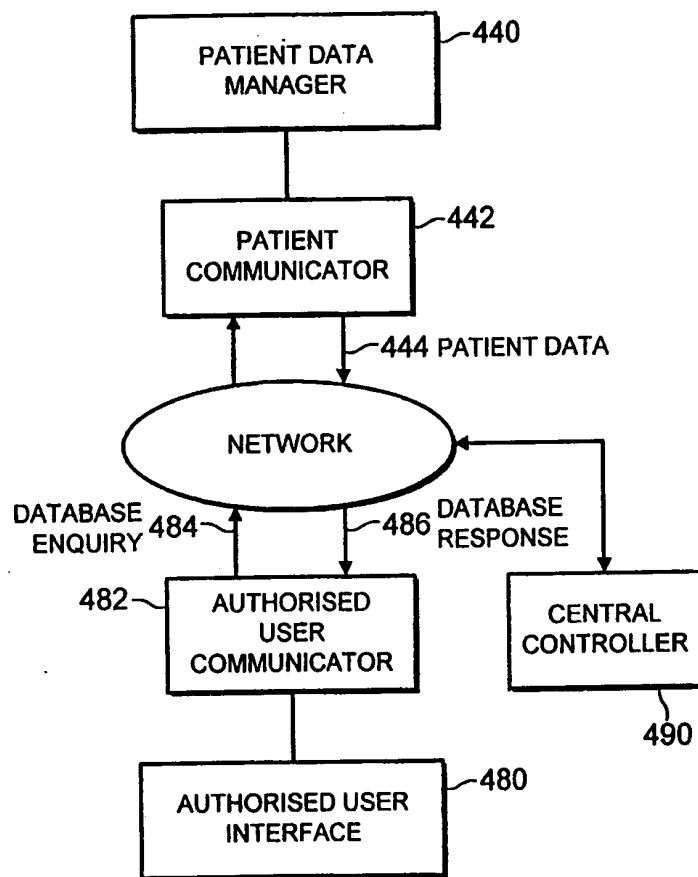 440
PATIENT DATA
MANAGER
442
PATIENT
COMMUNICATOR
444 PATIENT DATA
NETWORK
DATABASE
ENQUIRY
484
486
DATABASE
RESPONSE
482
AUTHORISED
USER
COMMUNICATOR
CENTRAL
CONTROLLER
490
480
AUTHORISED USER
INTERFACE